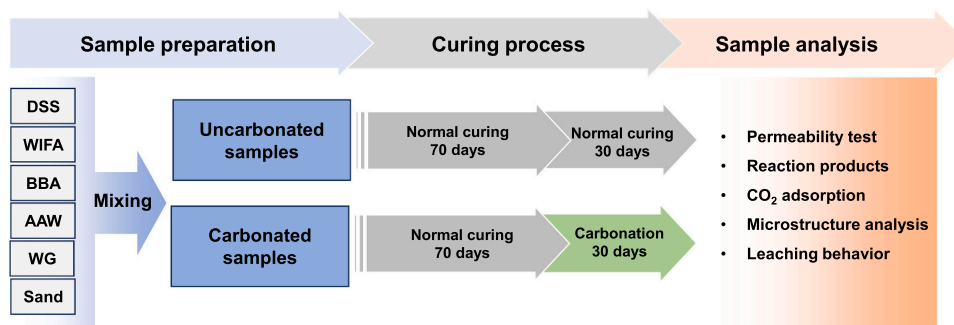 Sample preparation
Curing process
Sample analysis
DSS
WIFA
BBA
AAW
WG
Sand
Mixing
Uncarbonated
samples
Normal curing
70 days
Normal curing
30 days
Carbonated
samples
Normal curing
70 days
Carbonation
30 days
• Permeability test
• Reaction products
• CO₂ adsorption
• Microstructure analysis
• Leaching behavior